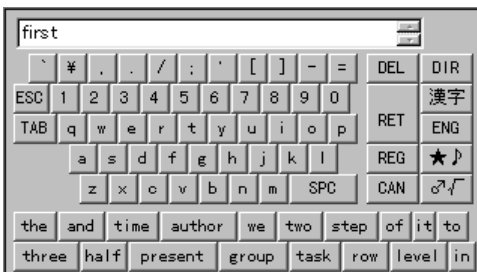 first
` ¥ , . / ; ' [ ] - = DEL DIR
ESC 1 2 3 4 5 6 7 8 9 0 漢字
TAB q w e r t y u i o p RET ENG
a s d f g h j k l REG ★♪
z x c v b n m SPC CAN ♂√
the and time author we two step of it to
three half present group task row level in